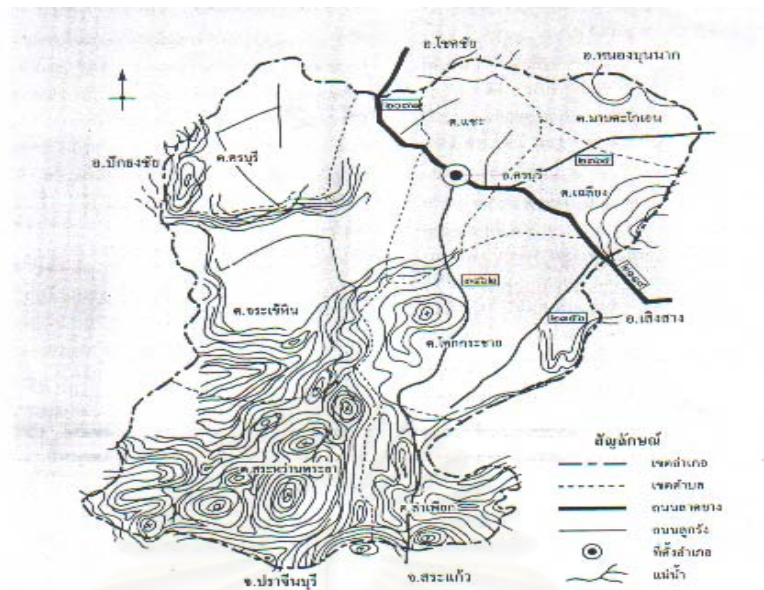 อ.โชคชัย
อ.หนองบุนนาก
ต.แชะ
ต.มาบตะโกเอน
อ.ปักธงชัย
ต.ครบุรี
อ.ครบุรี
ต.เฉลียง
ต.จระเข้หิน
ต.โคกกระชาย
อ.เสิงสาง
ต.สระหว่านพระยา
ต.ลำเพียก
จ.ปราจีนบุรี
จ.สระแก้ว
สัญลักษณ์
เขตอำเภอ
เขตตำบล
ถนนลาดยาง
ถนนลูกรัง
ที่ตั้งอำเภอ
แม่น้ำ